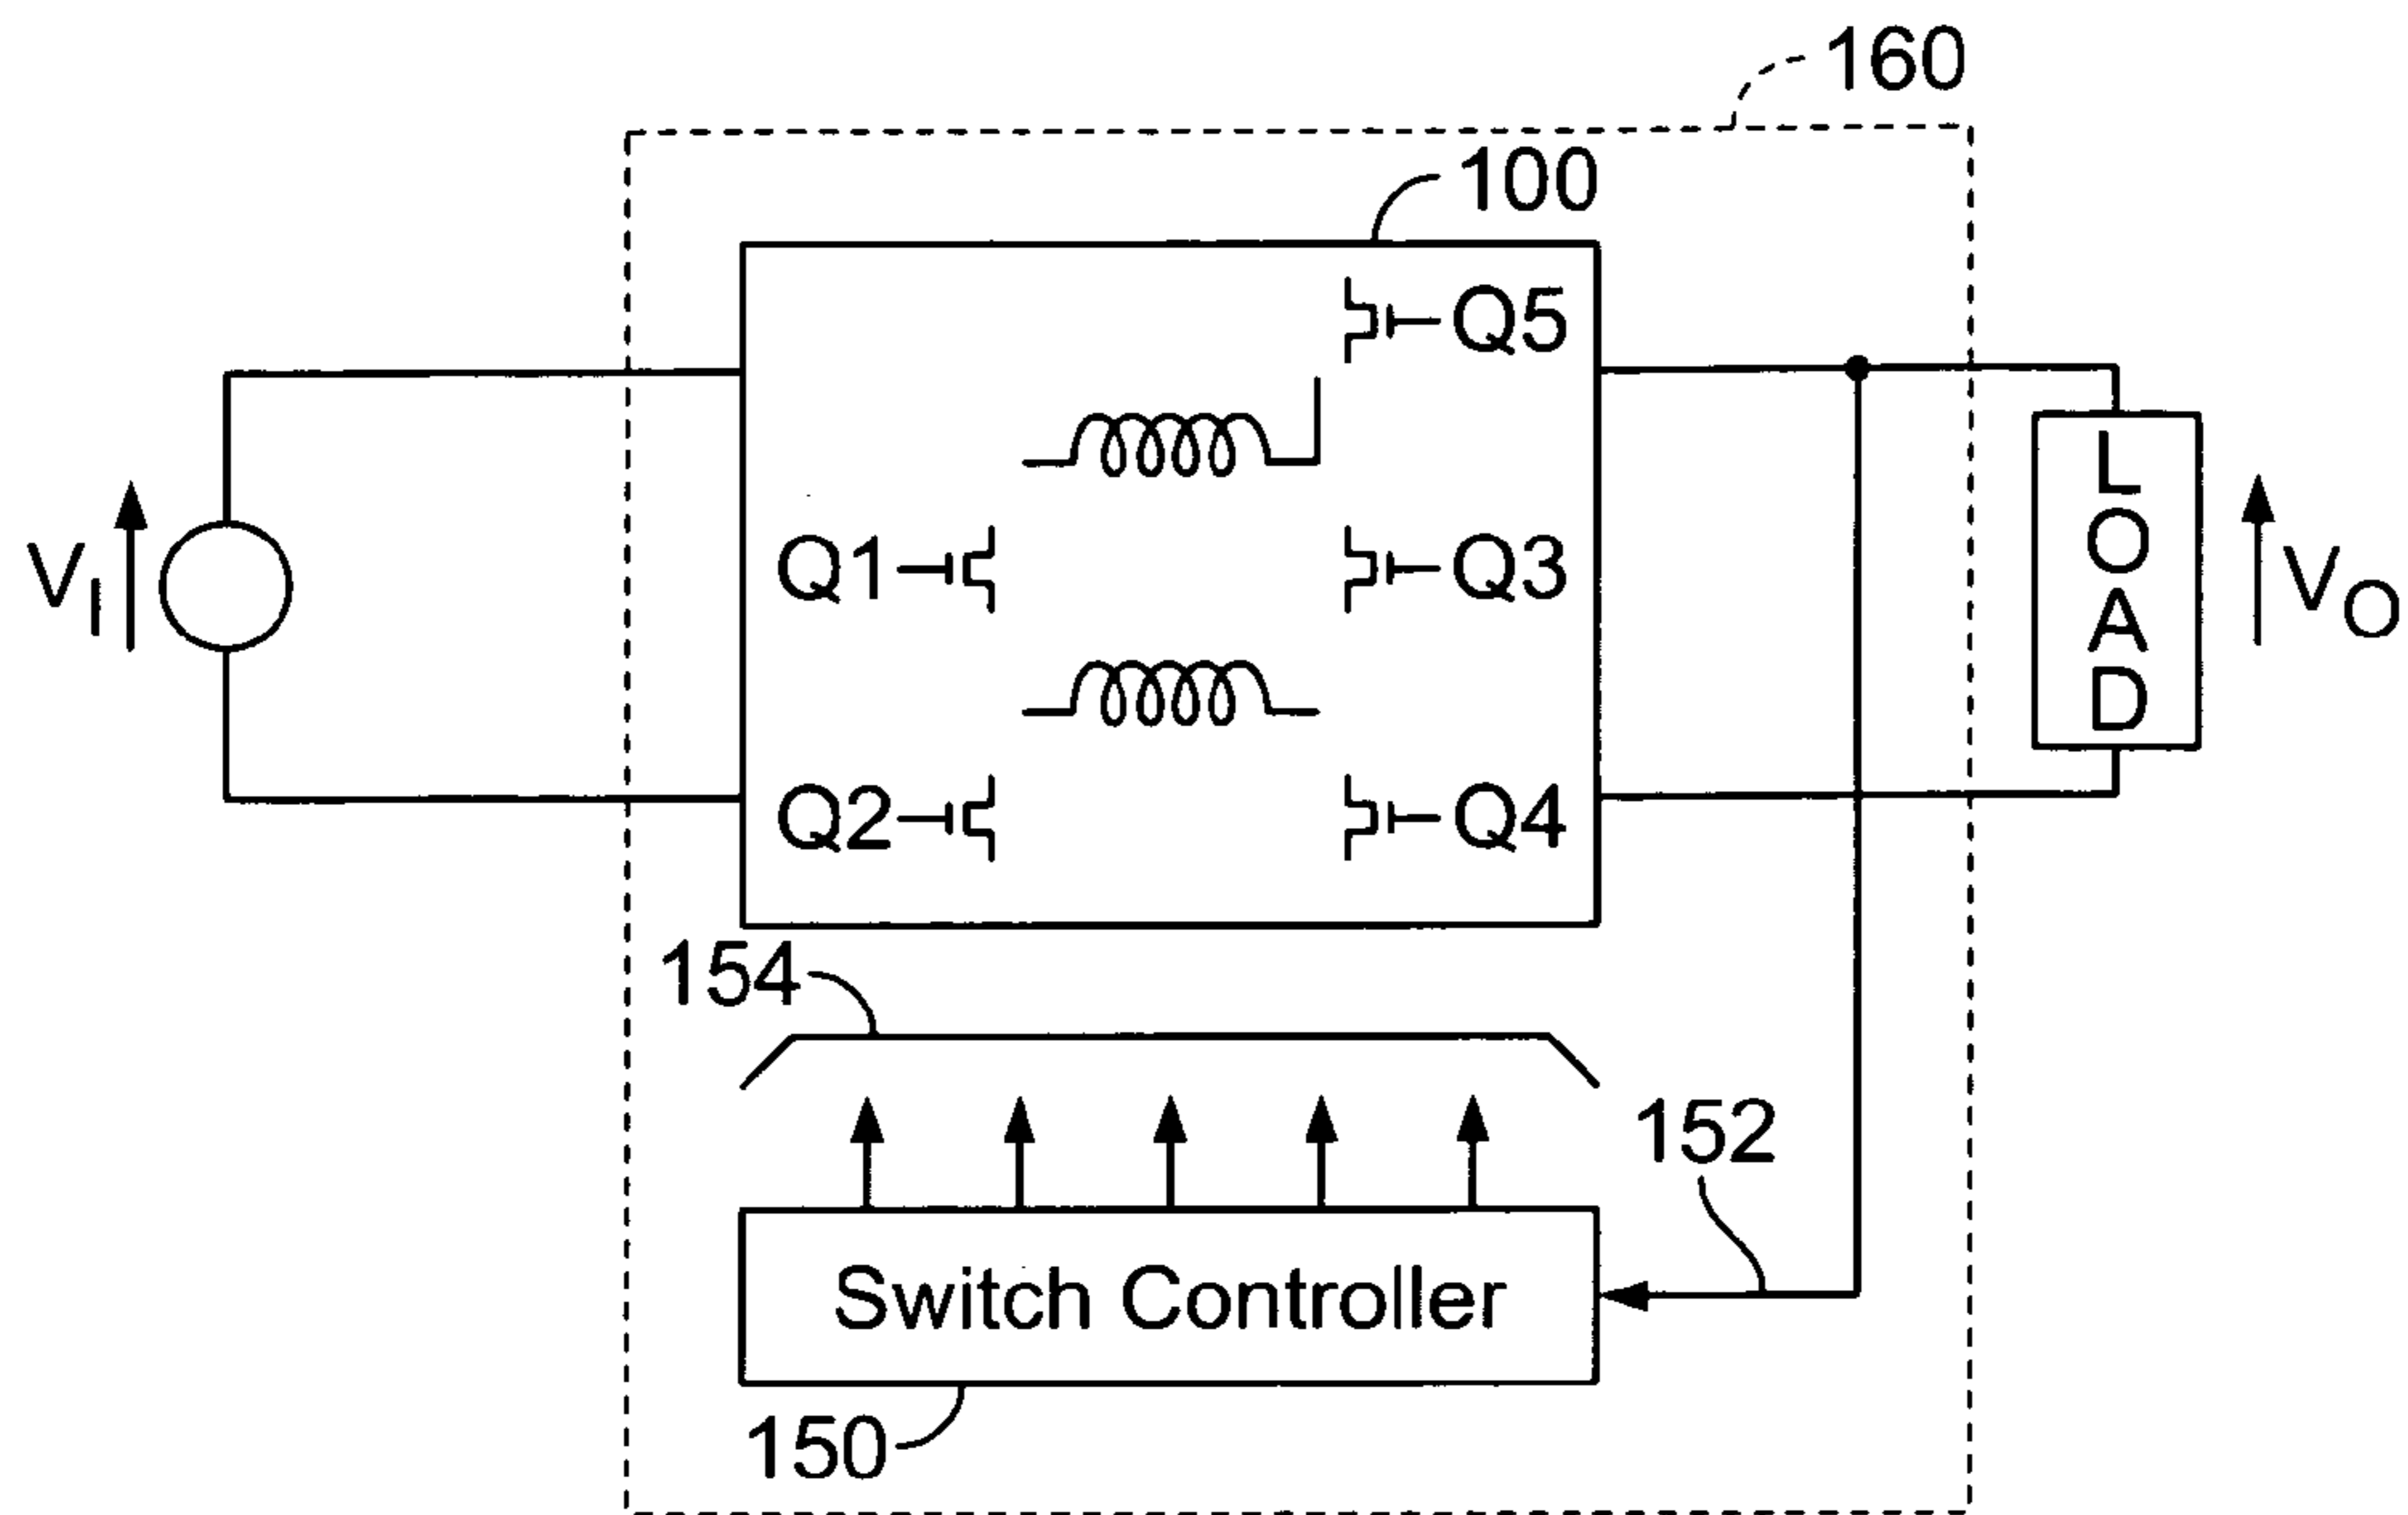 160
100
Q5
Q1
Q3
VI
LOAD
VO
Q2
Q4
154
152
Switch Controller
150